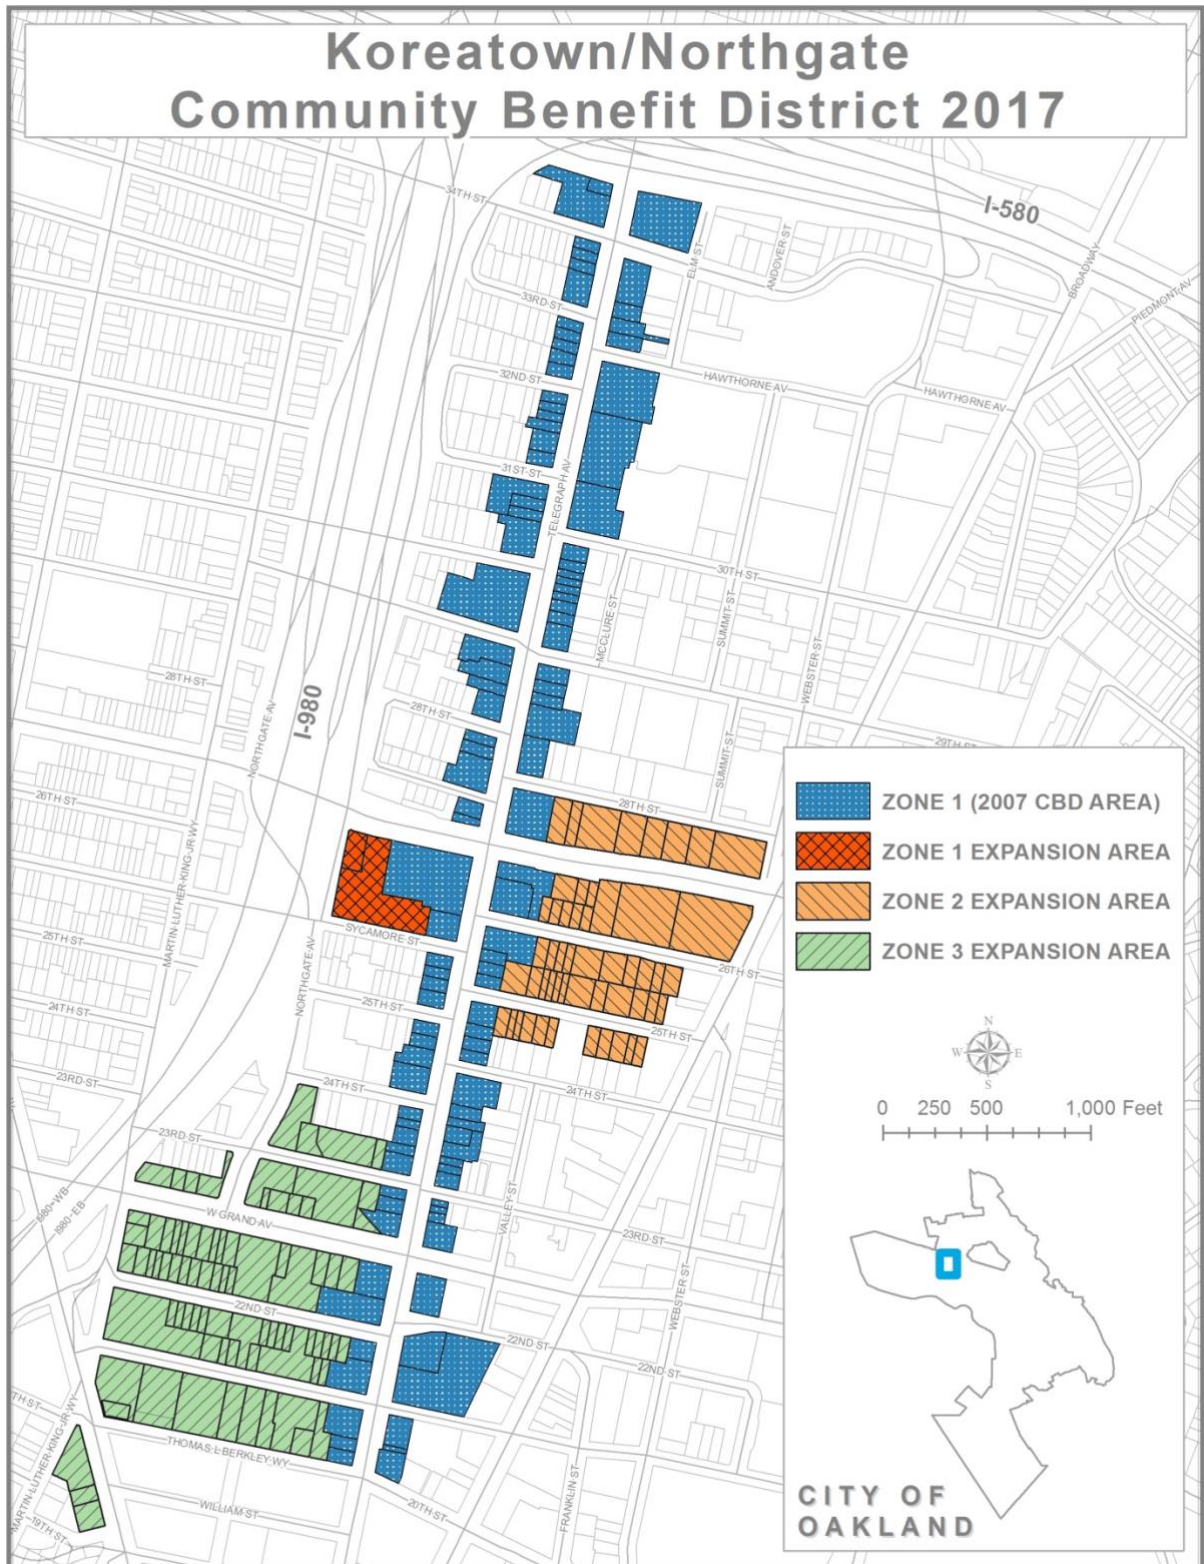 Koreatown/Northgate
Community Benefit District 2017
I-580
34TH ST
ELM ST
ANDOVER ST
BROADWAY
PIEDMONT AV
33RD ST
32ND ST
HAWTHORNE AV
HAWTHORNE AV
31ST ST
TELEGRAPH AV
30TH ST
MCCLURE ST
SUMMIT ST
WEBSTER ST
28TH ST
NORTHGATE AV
I-980
28TH ST
SUMMIT ST
29TH ST
26TH ST
MARTIN LUTHER KING JR WY
28TH ST
ZONE 1 (2007 CBD AREA)
ZONE 1 EXPANSION AREA
ZONE 2 EXPANSION AREA
ZONE 3 EXPANSION AREA
SYCAMORE ST
25TH ST
NORTHGATE AV
26TH ST
24TH ST
25TH ST
25TH ST
N
W E
S
23RD ST
24TH ST
24TH ST
0 250 500 1,000 Feet
23RD ST
I980-WB
I980-EB
W GRAND AV
VALLEY ST
23RD ST
WEBSTER ST
22ND ST
22ND ST
22ND ST
MARTIN LUTHER KING JR WY
THOMAS L BERKLEY WY
WILLIAM ST
20TH ST
FRANKLIN ST
19TH ST
CITY OF
OAKLAND